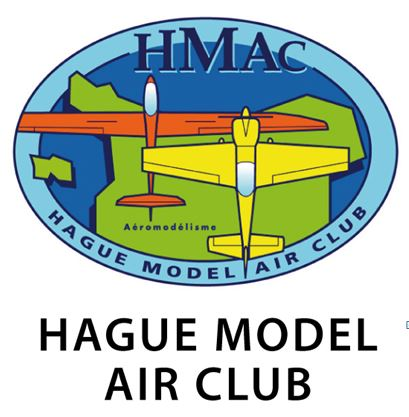 HMAC
Aéromodélisme
HAGUE MODEL AIR CLUB
HAGUE MODEL
AIR CLUB